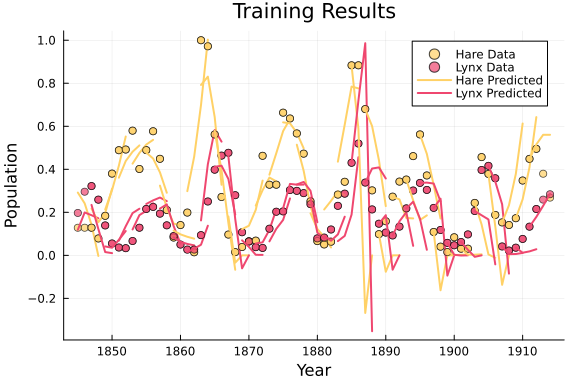 Training Results
Hare Data
Lynx Data
Hare Predicted
Lynx Predicted
Population
1.0
0.8
0.6
0.4
0.2
0.0
−0.2
1850 1860 1870 1880 1890 1900 1910
Year